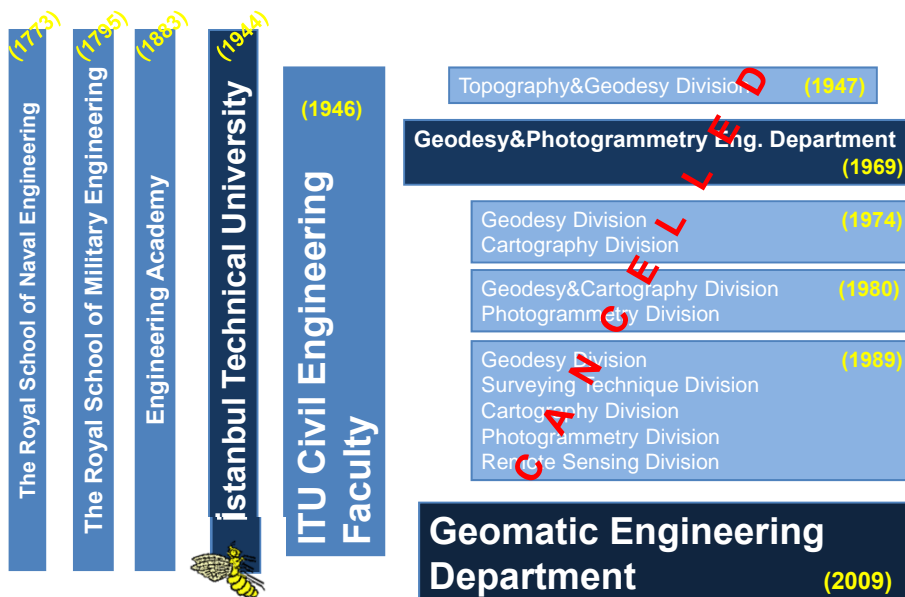 (1773)
The Royal School of Naval Engineering
(1795)
The Royal School of Military Engineering
(1883)
Engineering Academy
(1944)
İstanbul Technical University
(1946)
ITU Civil Engineering
Faculty
Topography&Geodesy Division (1947)
Geodesy&Photogrammetry Eng. Department
(1969)
Geodesy Division (1974)
Cartography Division
Geodesy&Cartography Division (1980)
Photogrammetry Division
Geodesy Division (1989)
Surveying Technique Division
Cartography Division
Photogrammetry Division
Remote Sensing Division
CANCELLED
Geomatic Engineering
Department (2009)